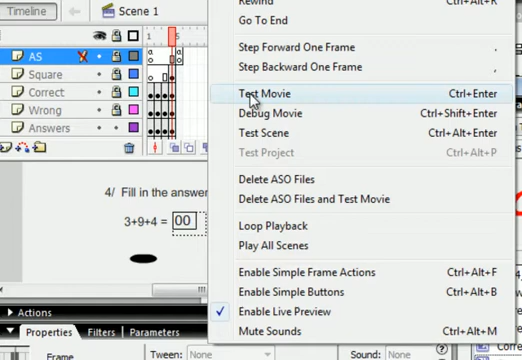 Timeline
Scene 1
Rewind Ctrl+Alt+R
Go To End
1 5
AS
Step Forward One Frame .
Square
Step Backward One Frame ,
Correct
Test Movie Ctrl+Enter
Wrong
Debug Movie Ctrl+Shift+Enter
Answers
Test Scene Ctrl+Alt+Enter
Test Project Ctrl+Alt+P
Delete ASO Files
4/ Fill in the answer
Delete ASO Files and Test Movie
3+9+4= 00
Loop Playback
Play All Scenes
Enable Simple Frame Actions Ctrl+Alt+F
Enable Simple Buttons Ctrl+Alt+B
Actions
Enable Live Preview
Properties Filters Parameters
Mute Sounds Ctrl+Alt+M
Frame
Tween: None
Sound: None